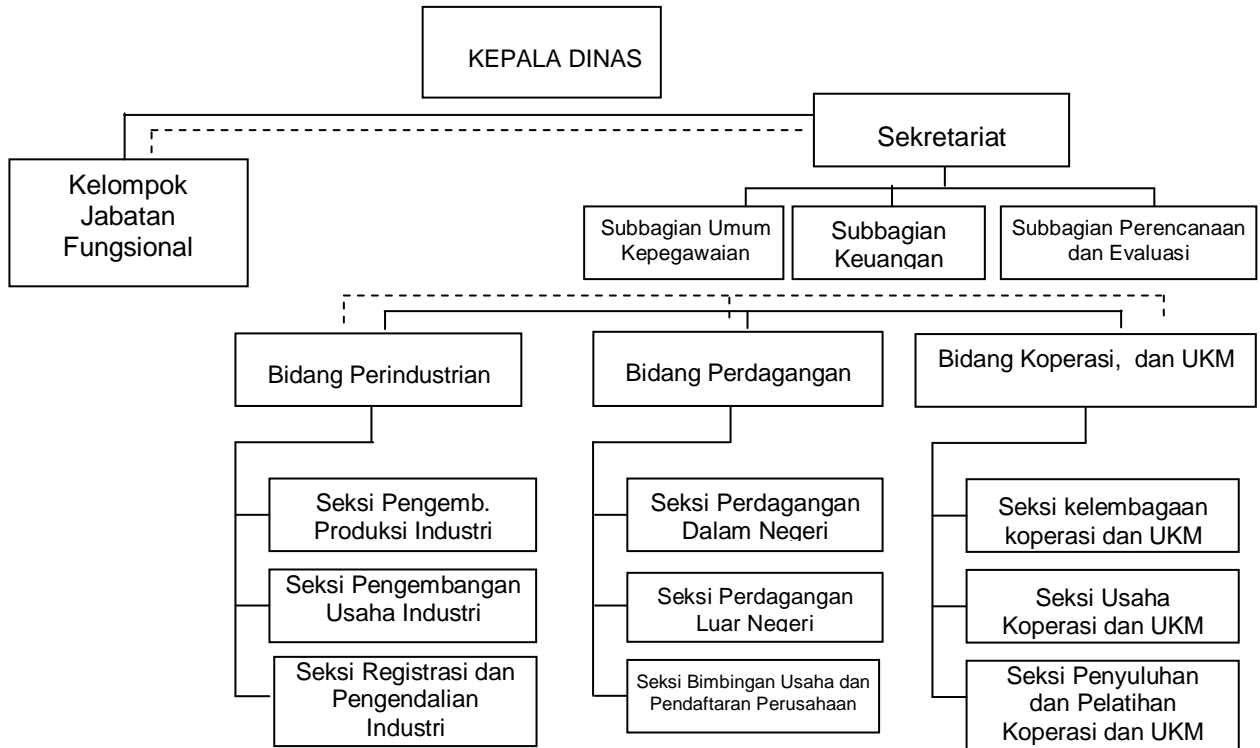 KEPALA DINAS
Sekretariat
Kelompok
Jabatan
Fungsional
Subbagian Umum
Kepegawaian
Subbagian
Keuangan
Subbagian Perencanaan
dan Evaluasi
Bidang Perindustrian
Bidang Perdagangan
Bidang Koperasi, dan UKM
Seksi Pengemb.
Produksi Industri
Seksi Pengembangan
Usaha Industri
Seksi Registrasi dan
Pengendalian
Industri
Seksi Perdagangan
Dalam Negeri
Seksi Perdagangan
Luar Negeri
Seksi Bimbingan Usaha dan
Pendaftaran Perusahaan
Seksi kelembagaan
koperasi dan UKM
Seksi Usaha
Koperasi dan UKM
Seksi Penyuluhan
dan Pelatihan
Koperasi dan UKM